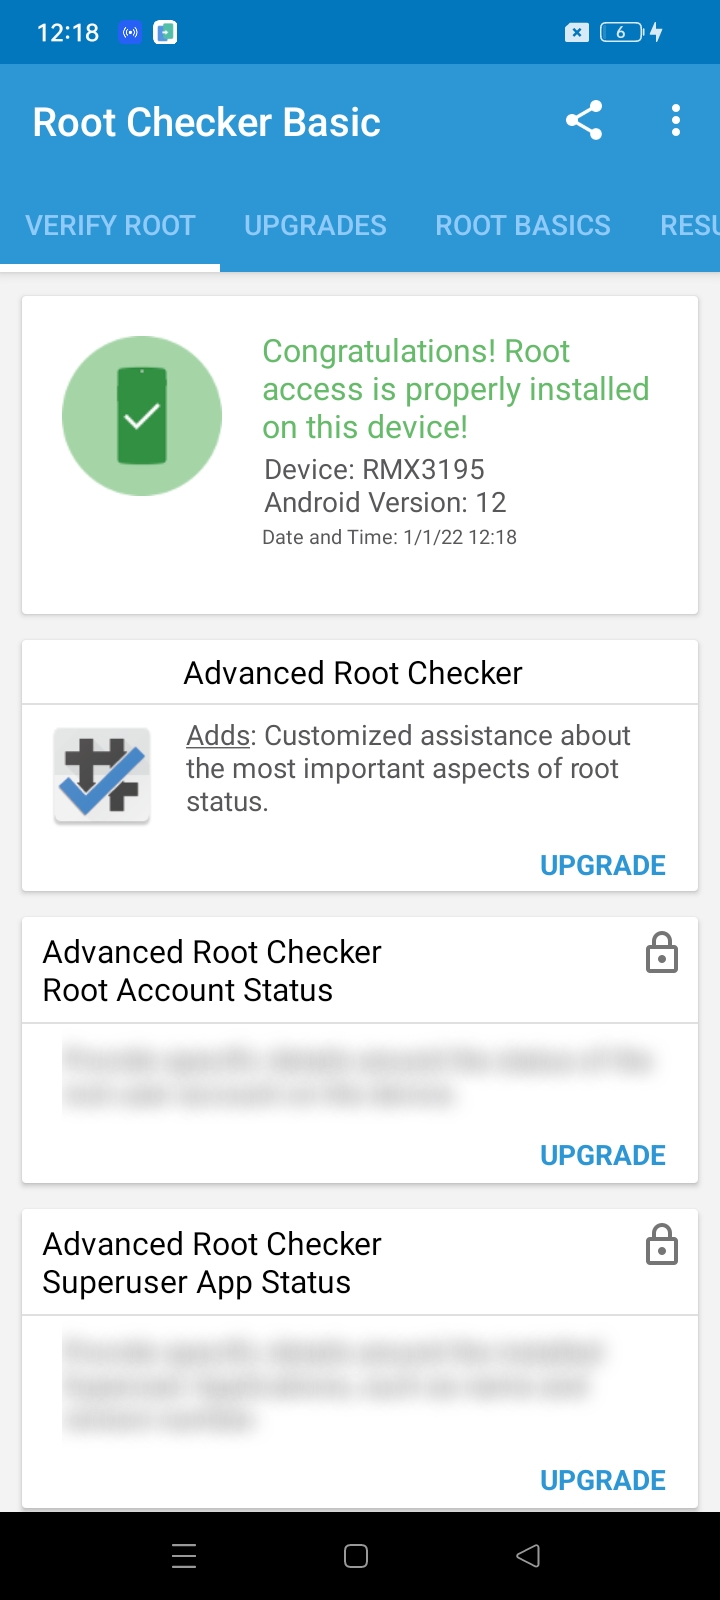 12:18
6
Root Checker Basic
VERIFY ROOT
UPGRADES
ROOT BASICS
RESU
Congratulations! Root
access is properly installed
on this device!
Device: RMX3195
Android Version: 12
Date and Time: 1/1/22 12:18
Advanced Root Checker
Adds: Customized assistance about
the most important aspects of root
status.
UPGRADE
Advanced Root Checker
Root Account Status
UPGRADE
Advanced Root Checker
Superuser App Status
UPGRADE